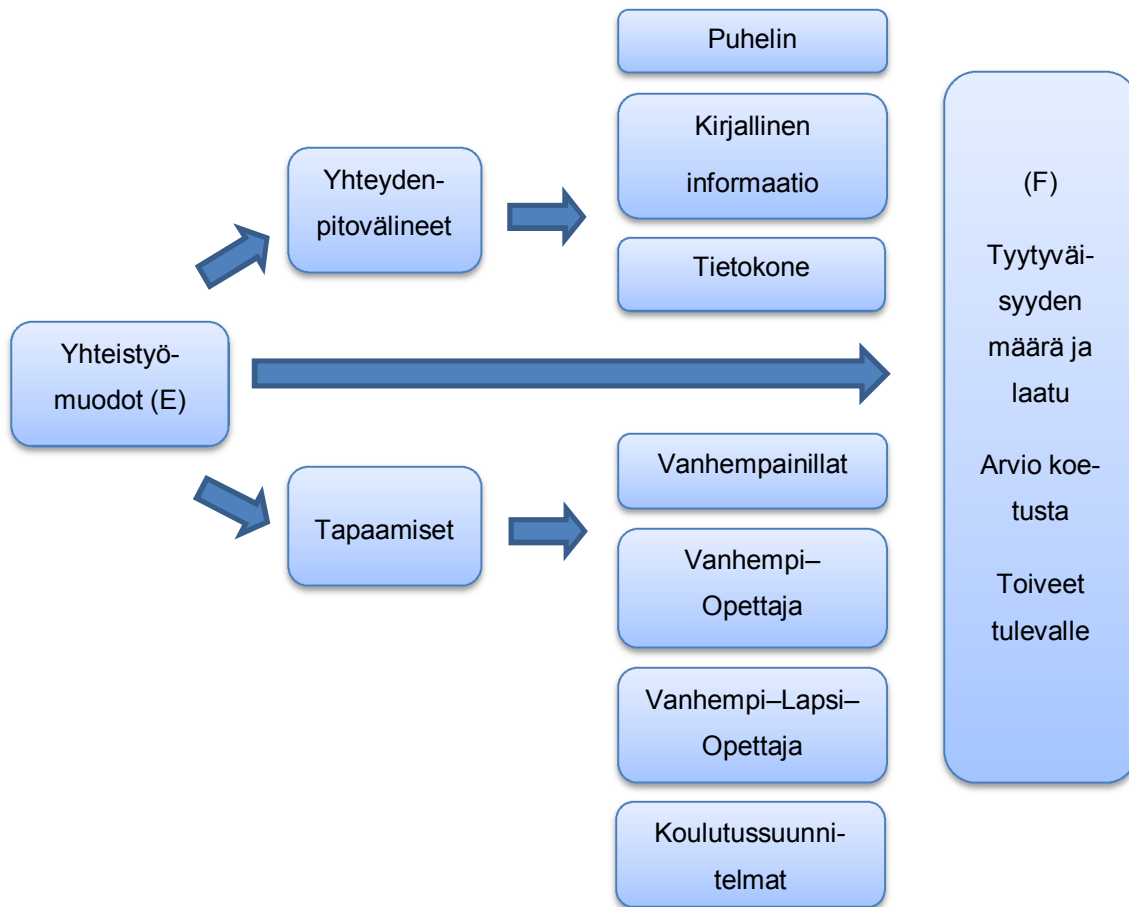 Yhteistyö-
muodot (E)
Yhteyden-
pitovälineet
Puhelin
Kirjallinen
informaatio
Tietokone
Tapaamiset
Vanhempainillat
Vanhempi–
Opettaja
Vanhempi–Lapsi–
Opettaja
Koulutussuunni-
telmat
(F)
Tyytyväi-
syyden
määrä ja
laatu
Arvio koe-
tusta
Toiveet
tulevalle